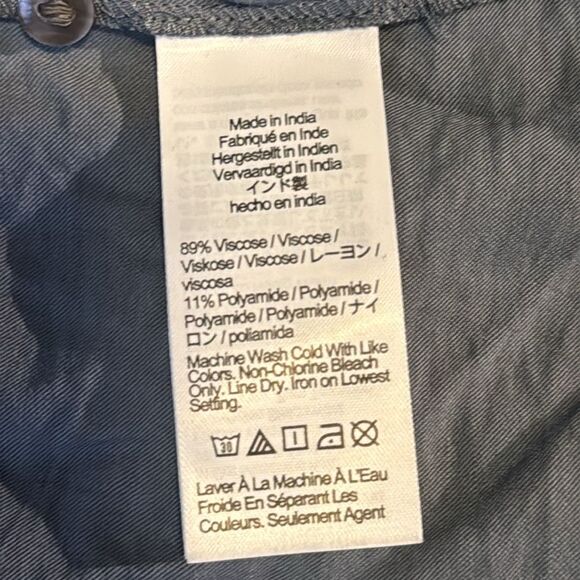 Made in India
Fabriqué en Inde
Hergestellt in Indien
Vervaardigd in India
インド製
hecho en india
89% Viscose / Viscose /
Viskose / Viscose / レーヨン /
viscosa
11% Polyamide / Polyamide /
Polyamide / Polyamide / ナイ
ロン / poliamida
Machine Wash Cold With Like
Colors. Non-Chlorine Bleach
Only. Line Dry. Iron on Lowest
Setting.
30
Laver À La Machine À L'Eau
Froide En Séparant Les
Couleurs. Seulement Agent